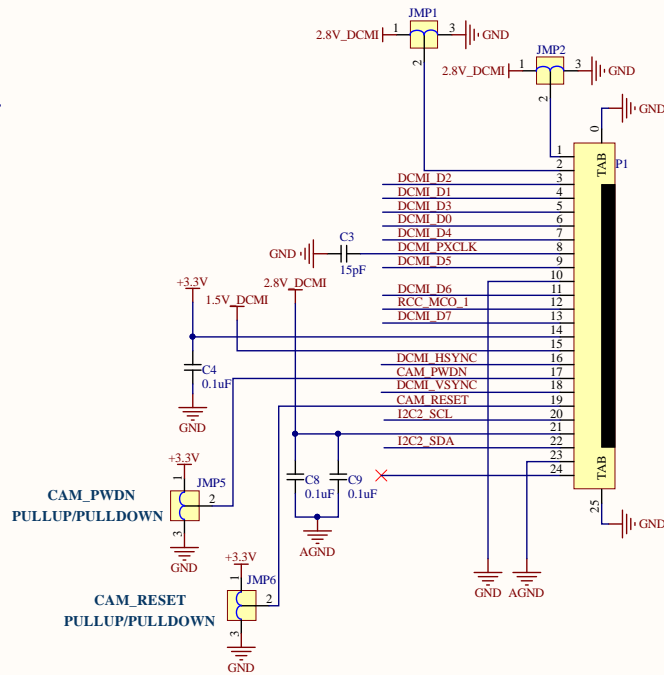 JMP1
2.8V_DCMI 1 3 GND
2
JMP2
2.8V_DCMI 1 3 GND
2
GND
0
TAB
P1
1
2
DCMI_D2 3
DCMI_D1 4
DCMI_D3 5
DCMI_D0 6
DCMI_D4 7
C3
GND DCMI_PXCLK 8
15pF
DCMI_D5 9
10
DCMI_D6 11
RCC_MCO_1 12
DCMI_D7 13
+3.3V
1.5V_DCMI
2.8V_DCMI
14
15
C4
0.1uF
GND
DCMI_HSYNC 16
CAM_PWDN 17
DCMI_VSYNC 18
CAM_RESET 19
I2C2_SCL 20
21
I2C2_SDA 22
23
24
TAB
25
GND
C8
0.1uF
C9
0.1uF
AGND
+3.3V
1
JMP5
2
3
GND
CAM_PWDN
PULLUP/PULLDOWN
+3.3V
1
JMP6
2
3
GND
CAM_RESET
PULLUP/PULLDOWN
GND
AGND